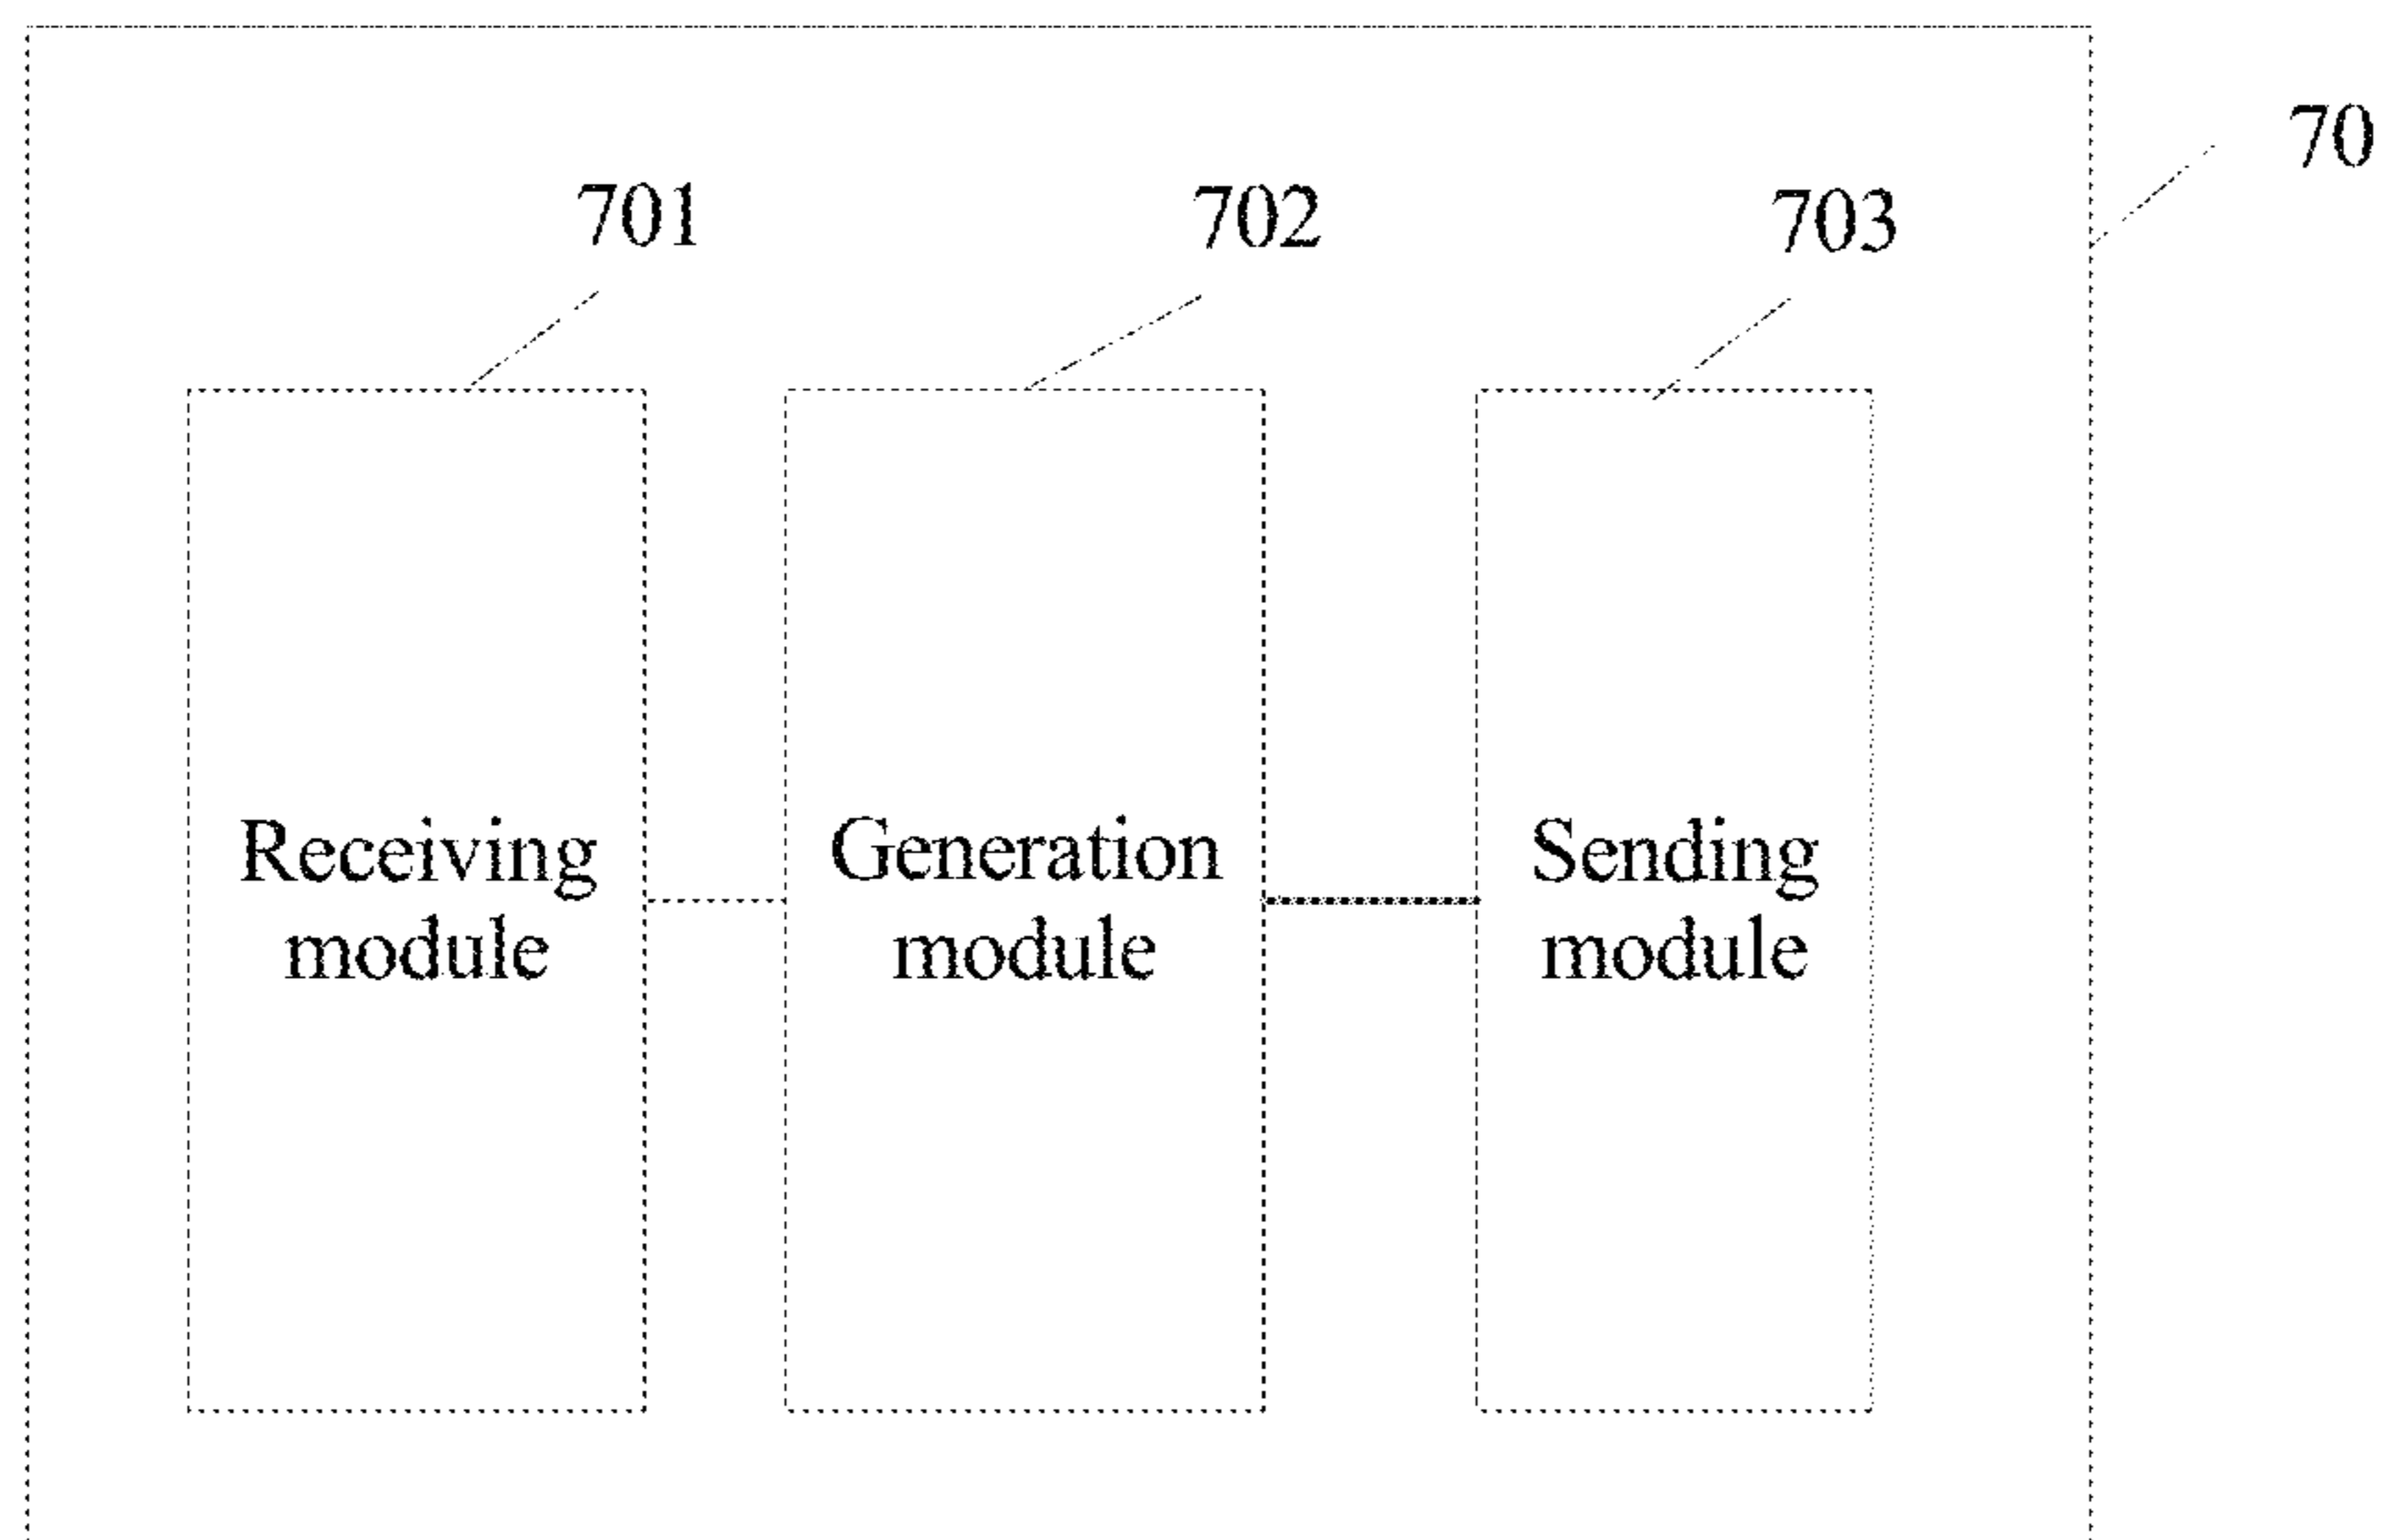 70
701
702
703
Receiving
module
Generation
module
Sending
module